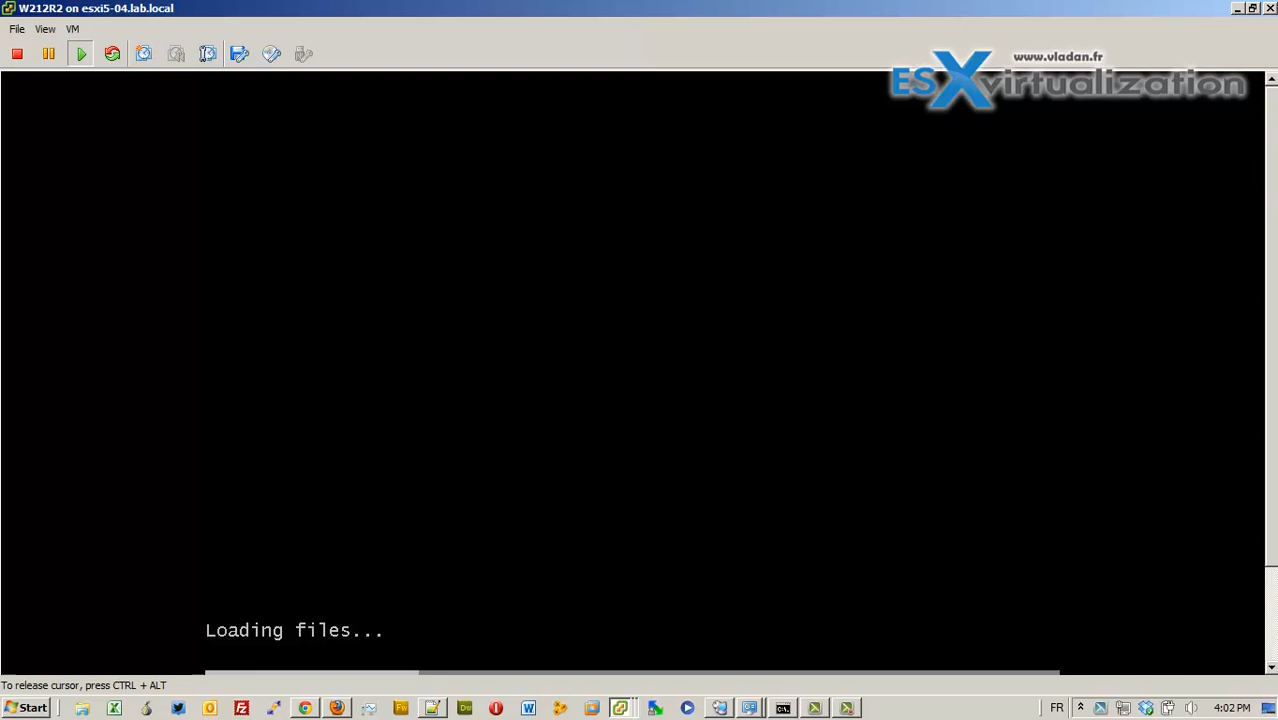 W212R2 on esxi5-04.lab.local
File View VM
www.vladan.fr
ESXvirtualization
Loading files...
To release cursor, press CTRL + ALT
Start
FR
4:02 PM